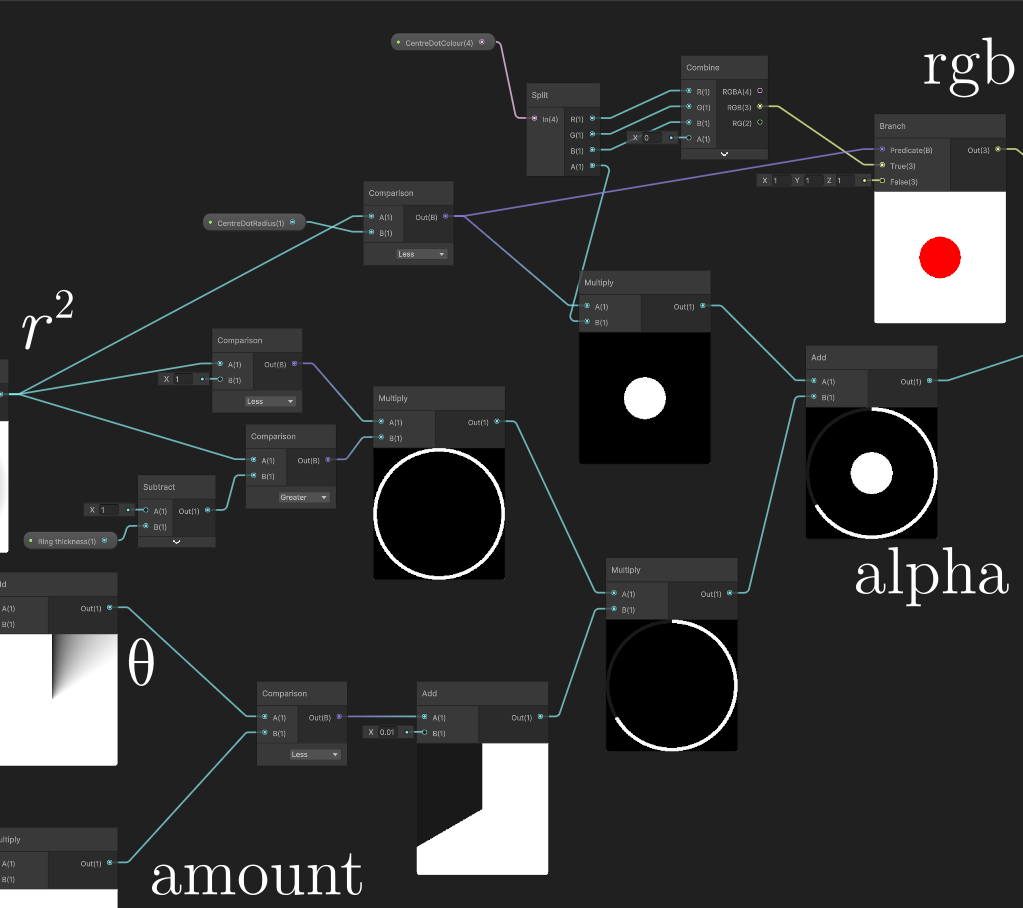 rgb
CentreDotColour(4)
Split
In(4)
R(1)
G(1)
B(1)
A(1)
Combine
R(1) RGBA(4)
G(1) RGB(3)
B(1) RG(2)
X 0 A(1)
Branch
Predicate(B) Out(3)
True(3)
X 1 Y 1 Z 1 False(3)
Comparison
CentreDotRadius(1)
A(1) Out(B)
B(1)
Less
Multiply
A(1) Out(1)
B(1)
r²
Comparison
A(1) Out(B)
X 1 B(1)
Less
Multiply
A(1) Out(1)
B(1)
Add
A(1) Out(1)
B(1)
Comparison
A(1) Out(B)
B(1)
Greater
Subtract
X 1 A(1) Out(1)
Ring thickness(1) B(1)
alpha
Multiply
A(1) Out(1)
B(1)
dd
A(1) Out(1)
B(1)
θ
Comparison
A(1) Out(B)
B(1)
Less
Add
A(1) Out(1)
X 0.01 B(1)
ultiply
A(1) Out(1)
B(1)
amount